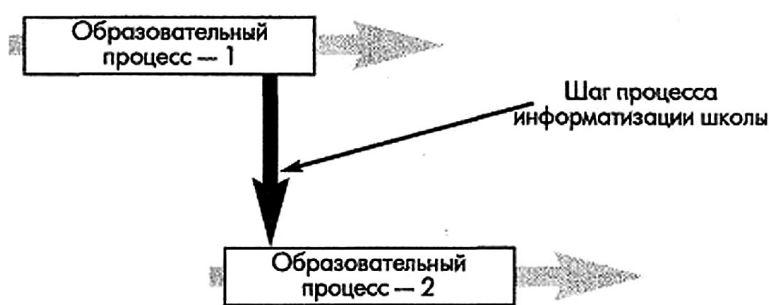 Образовательный
процесс — 1
Шаг процесса
информатизации школы
Образовательный
процесс — 2